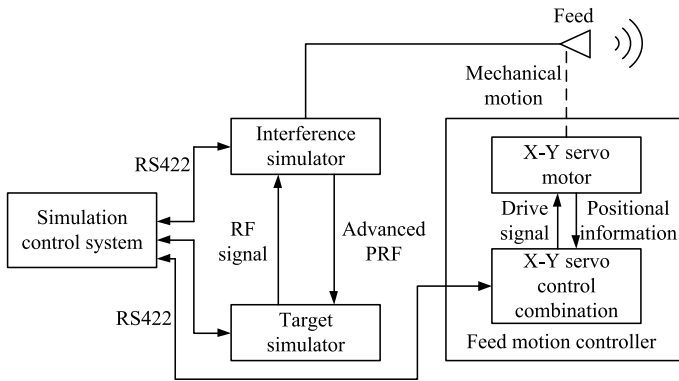 Feed
Mechanical
motion
Interference
simulator
X-Y servo
motor
RS422
Simulation
control system
RF
signal
Advanced
PRF
Drive
signal
Positional
information
X-Y servo
control
combination
RS422
Target
simulator
Feed motion controller